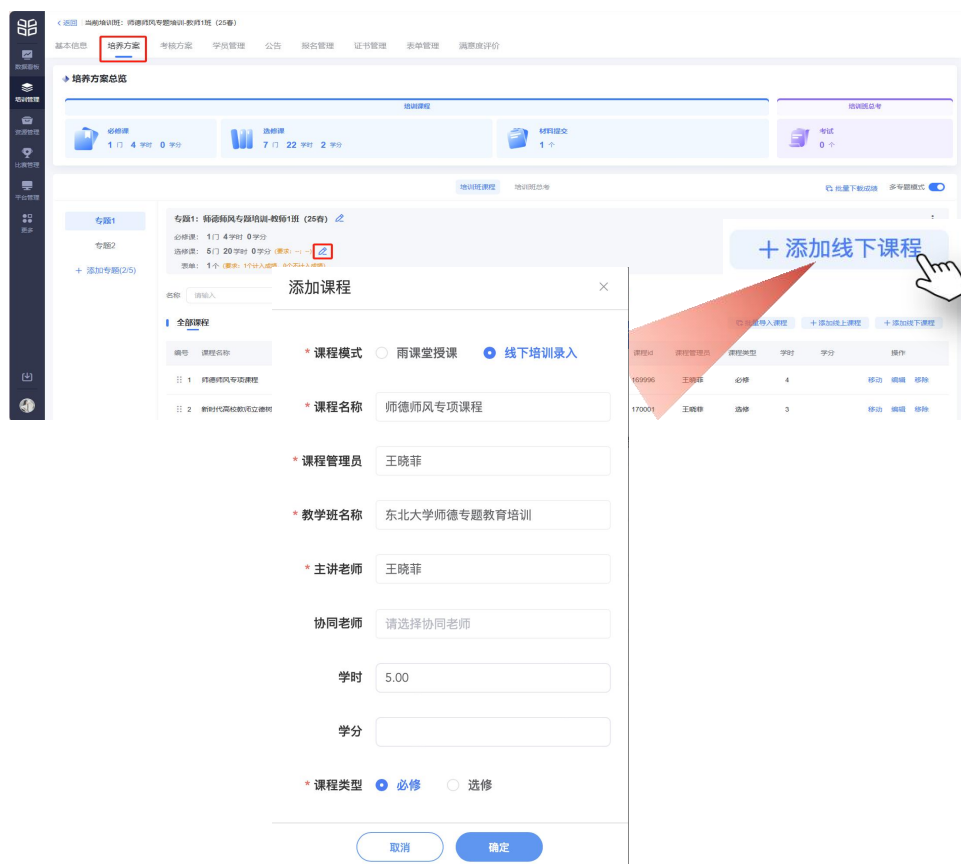 < 返回 当前培训班：师德师风专题培训-教师1班（25春）
基本信息 培养方案 考核方案 学员管理 公告 报名管理 证书管理 表单管理 满意度评价
数据看板
培训管理
资源管理
比赛管理
平台管理
更多
培养方案总览
培训课程 培训班总考
必修课 1 门 4 学时 0 学分
选修课 7 门 22 学时 2 学分
材料提交 1 个
考试 0 个
培训班课程 培训班总考 批量下载成绩 多专题模式
专题1
专题2
+ 添加专题(2/5)
专题1：师德师风专题培训-教师1班（25春）
必修课：1门 4学时 0学分
选修课：5门 20学时 0学分
表单：1个
+ 添加线下课程
名称 请输入
全部课程
批量导入课程 +添加线上课程 +添加线下课程
编号 课程名称 课程id 课程管理员 课程类型 学时 学分 操作
1 师德师风专项课程 169996 王晓菲 必修 4 移动 编辑 移除
2 新时代高校教师立德树 170001 王晓菲 选修 3 移动 编辑 移除
添加课程 ×
* 课程模式 雨课堂授课 线下培训录入
* 课程名称 师德师风专项课程
* 课程管理员 王晓菲
* 教学班名称 东北大学师德专题教育培训
* 主讲老师 王晓菲
协同老师 请选择协同老师
学时 5.00
学分
* 课程类型 必修 选修
取消 确定